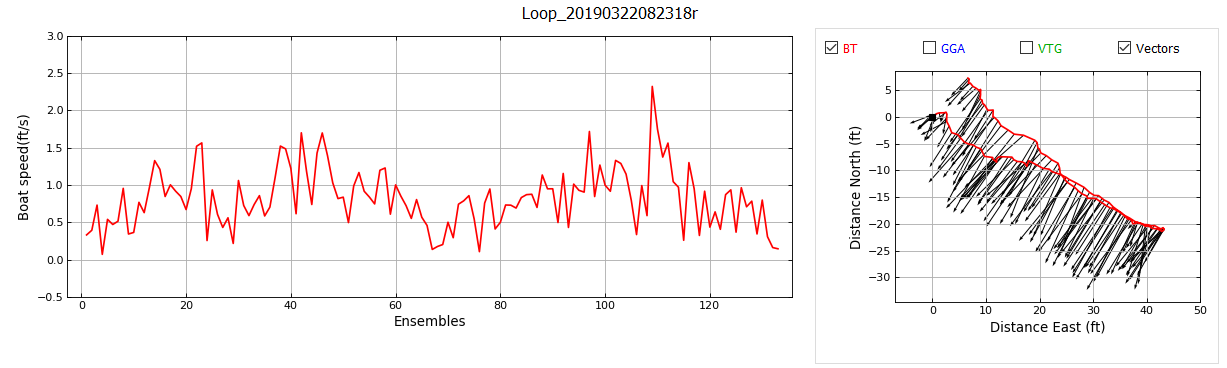 Loop_20190322082318r
Boat speed(ft/s)
3.0
2.5
2.0
1.5
1.0
0.5
0.0
−0.5
0 20 40 60 80 100 120
Ensembles
BT GGA VTG Vectors
Distance North (ft)
5
0
−5
−10
−15
−20
−25
−30
0 10 20 30 40 50
Distance East (ft)